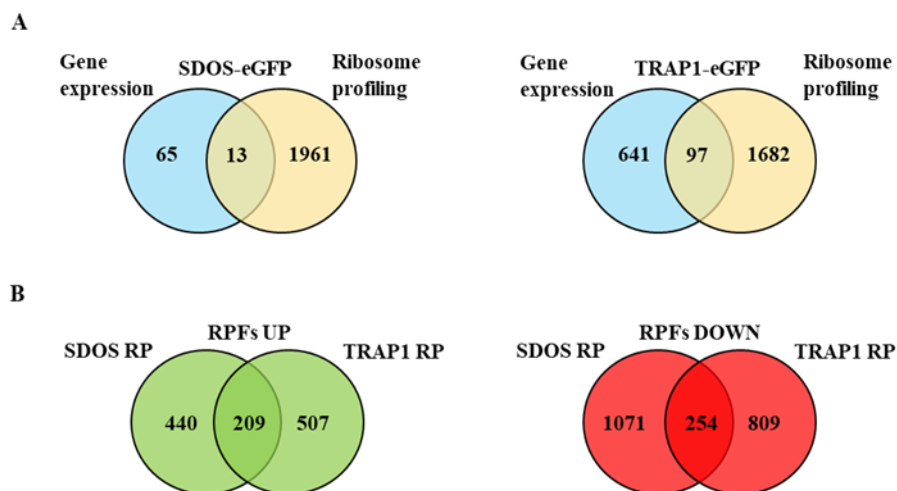 A
Gene
expression
SDOS-eGFP
Ribosome
profiling
65
13
1961
Gene
expression
TRAP1-eGFP
Ribosome
profiling
641
97
1682
B
SDOS RP
RPFs UP
TRAP1 RP
440
209
507
SDOS RP
RPFs DOWN
TRAP1 RP
1071
254
809